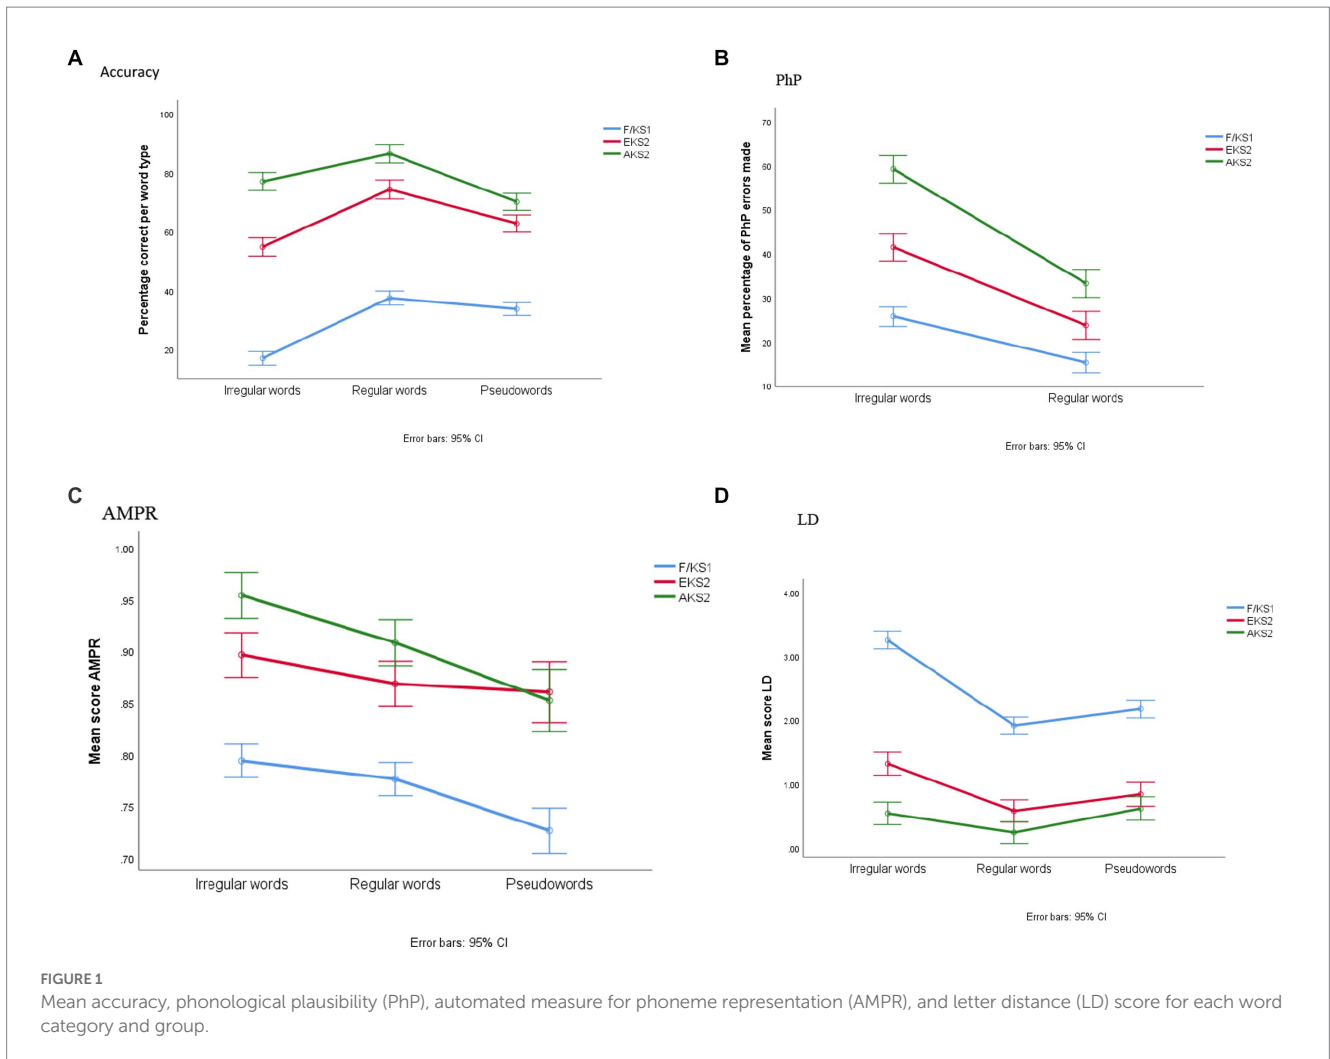 A
Accuracy
Percentage correct per word type
100
80
60
40
20
Irregular words
Regular words
Pseudowords
F/KS1
EKS2
AKS2
Error bars: 95% CI
B
PhP
Mean percentage of PhP errors made
70
60
50
40
30
20
10
Irregular words
Regular words
F/KS1
EKS2
AKS2
Error bars: 95% CI
C
AMPR
Mean score AMPR
1.00
.95
.90
.85
.80
.75
.70
Irregular words
Regular words
Pseudowords
F/KS1
EKS2
AKS2
Error bars: 95% CI
D
LD
Mean score LD
4.00
3.00
2.00
1.00
.00
Irregular words
Regular words
Pseudowords
F/KS1
EKS2
AKS2
Error bars: 95% CI
FIGURE 1
Mean accuracy, phonological plausibility (PhP), automated measure for phoneme representation (AMPR), and letter distance (LD) score for each word
category and group.